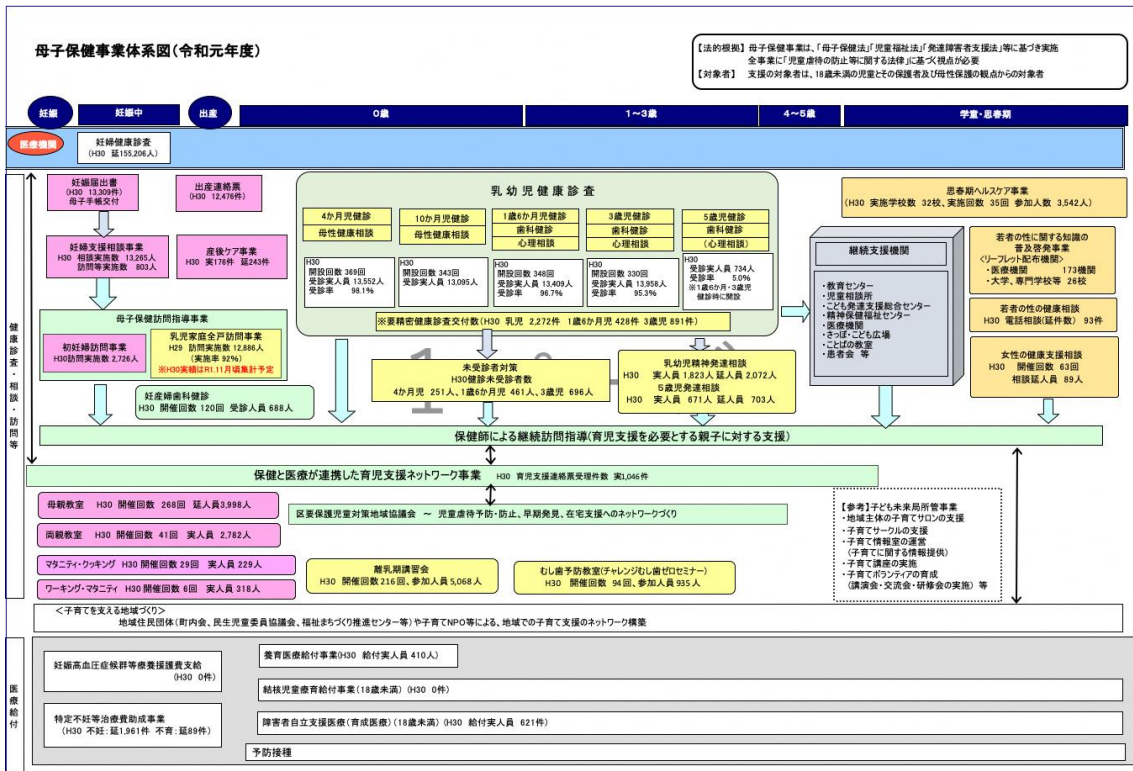 母子保健事業体系図(令和元年度)
【法的根拠】 母子保健事業は、「母子保健法」「児童福祉法」「発達障害者支援法」等に基づき実施
全事業に「児童虐待の防止等に関する法律」に基づく視点が必要
【対象者】 支援の対象者は、18歳未満の児童とその保護者及び母性保護の観点からの対象者
妊娠
妊娠中
出産
0歳
1～3歳
4～5歳
学童・思春期
医療機関
妊婦健康診査
(H30 延155,206人)
健康診査・相談・訪問等
妊娠届出書
(H30 13,309件)
母子手帳交付
出産連絡票
(H30 12,476件)
妊婦支援相談事業
H30 相談実施数 13,265人
訪問等実施数 803人
産後ケア事業
H30 実176件 延243件
母子保健訪問指導事業
初妊婦訪問事業
H30訪問実施数 2,726人
乳児家庭全戸訪問事業
H29 訪問実施数 12,886人
(実施率 92%)
※H30実績はR1.11月頃集計予定
妊産婦歯科健診
H30 開催回数 120回 受診人員 688人
乳幼児健康診査
4か月児健診
母性健康相談
10か月児健診
母性健康相談
1歳6か月児健診
歯科健診
心理相談
3歳児健診
歯科健診
心理相談
5歳児健診
歯科健診
(心理相談)
H30
開設回数 369回
受診実人員 13,552人
受診率 98.1%
H30
開設回数 343回
受診実人員 13,095人
H30
開設回数 348回
受診実人員 13,409人
受診率 96.7%
H30
開設回数 330回
受診実人員 13,958人
受診率 95.3%
H30
受診実人員 734人
受診率 5.0%
※1歳6か月・3歳児
健診時に開設
※要精密健康診査交付数(H30 乳児 2,272件 1歳6か月児 428件 3歳児 891件)
未受診者対策
H30健診未受診者数
4か月児 251人、1歳6か月児 461人、3歳児 696人
乳幼児精神発達相談
H30 実人員 1,823人 延人員 2,072人
5歳児発達相談
H30 実人員 671人 延人員 703人
継続支援機関
・教育センター
・児童相談所
・こども発達支援総合センター
・精神保健福祉センター
・医療機関
・さっぽ・こども広場
・ことばの教室
・患者会 等
思春期ヘルスケア事業
(H30 実施学校数 32校、実施回数 35回 参加人数 3,542人)
若者の性に関する知識の
普及啓発事業
<リーフレット配布機関>
・医療機関 173機関
・大学、専門学校等 26校
若者の性の健康相談
H30 電話相談(延件数) 93件
女性の健康支援相談
H30 開催回数 63回
相談延人員 89人
保健師による継続訪問指導(育児支援を必要とする親子に対する支援)
保健と医療が連携した育児支援ネットワーク事業 H30 育児支援連絡票受理件数 実1,046件
母親教室 H30 開催回数 268回 延人員3,998人
両親教室 H30 開催回数 41回 実人員 2,782人
マタニティ・クッキング H30 開催回数 29回 実人員 229人
ワーキング・マタニティ H30 開催回数 6回 実人員 318人
区要保護児童対策地域協議会 ～ 児童虐待予防・防止、早期発見、在宅支援へのネットワークづくり
離乳期講習会
H30 開催回数 216回、参加人員 5,068人
むし歯予防教室(チャレンジむし歯ゼロセミナー)
H30 開催回数 94回、参加人員 935人
【参考】子ども未来局所管事業
・地域主体の子育てサロンの支援
・子育てサークルの支援
・子育て情報室の運営
(子育てに関する情報提供)
・子育て講座の実施
・子育てボランティアの育成
(講演会・交流会・研修会の実施) 等
<子育てを支える地域づくり>
地域住民団体(町内会、民生児童委員協議会、福祉まちづくり推進センター等)や子育てNPO等による、地域での子育て支援のネットワーク構築
医療給付
妊娠高血圧症候群等療養援護費支給
(H30 0件)
特定不妊等治療費助成事業
(H30 不妊:延1,961件 不育:延89件)
養育医療給付事業(H30 給付実人員 410人)
結核児童療育給付事業(18歳未満) (H30 0件)
障害者自立支援医療(育成医療) (18歳未満) (H30 給付実人員 621件)
予防接種